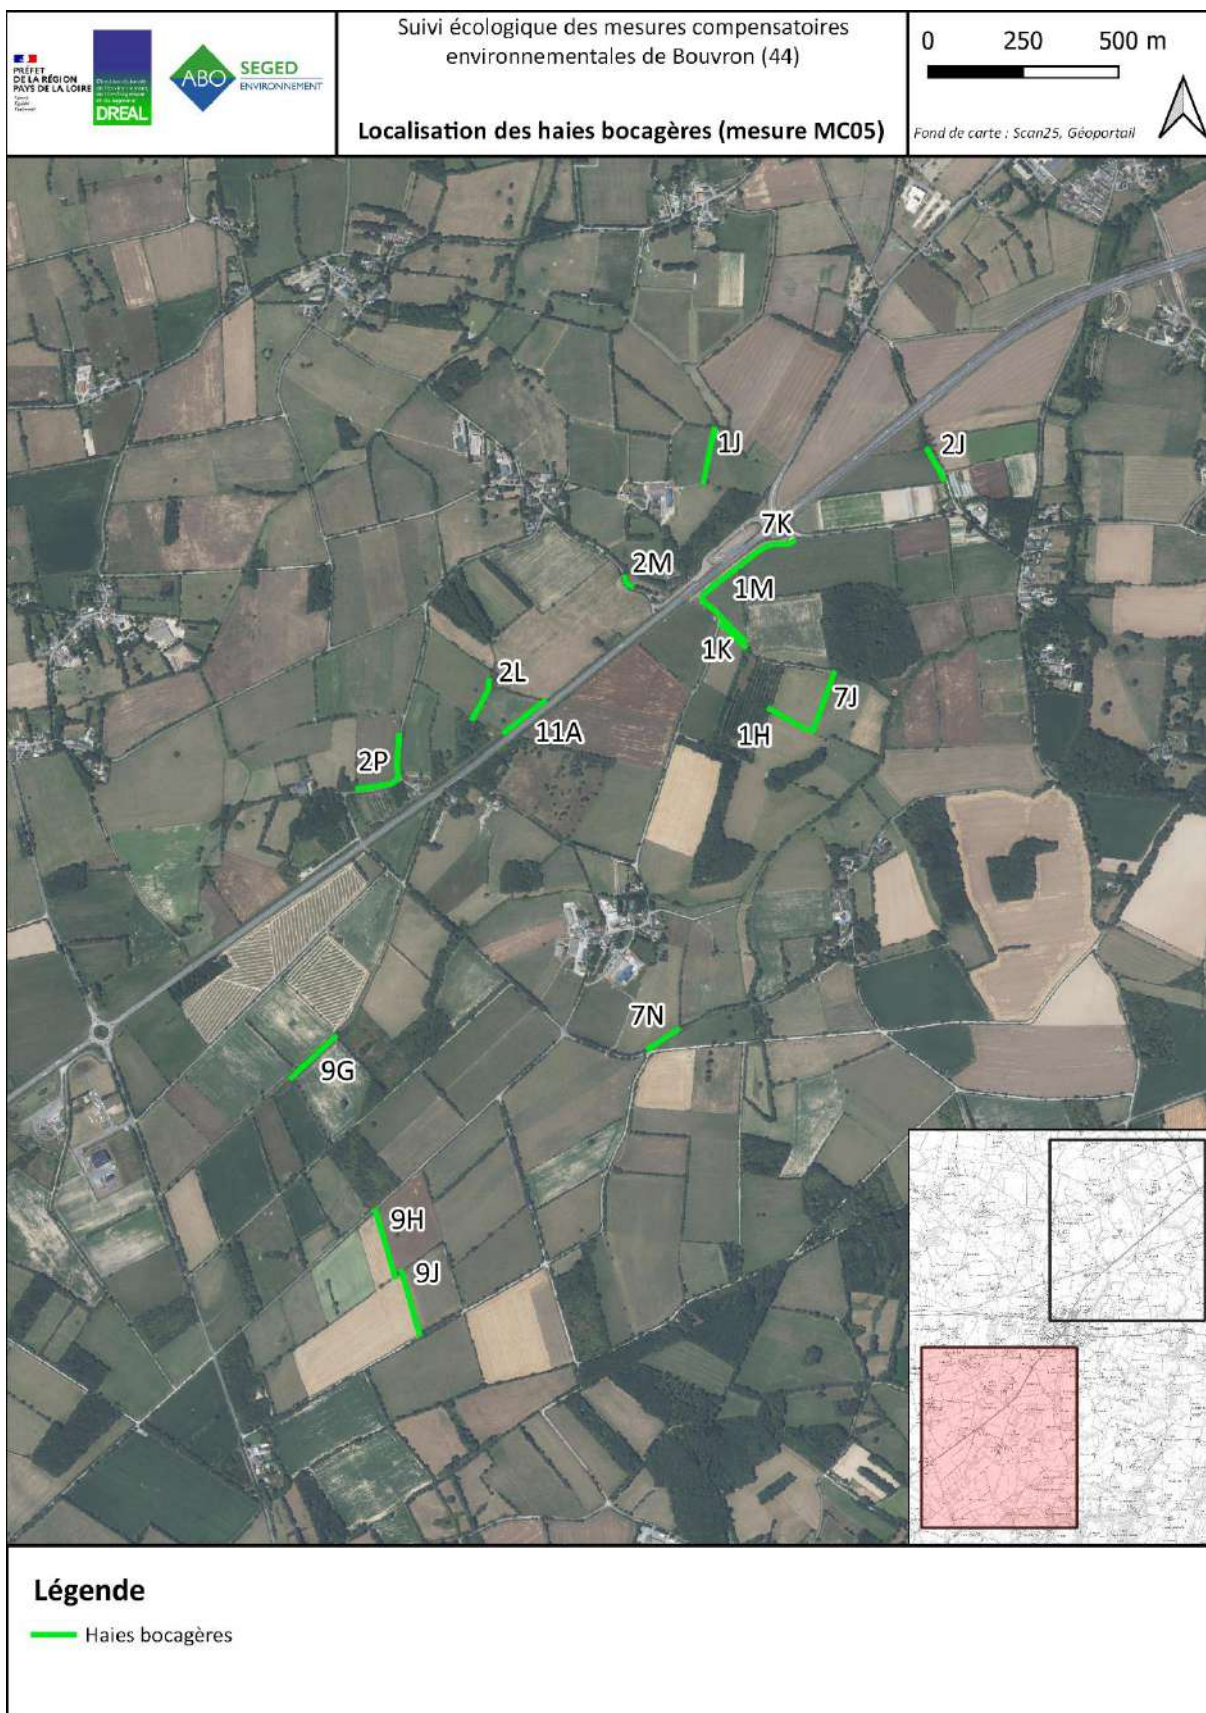 PRÉFET
DE LA RÉGION
PAYS DE LA LOIRE
DREAL
ABO
SEGED
ENVIRONNEMENT
Suivi écologique des mesures compensatoires
environnementales de Bouvron (44)
Localisation des haies bocagères (mesure MC05)
0 250 500 m
Fond de carte : Scan25, Géoportail
1J
2J
7K
2M
1M
1K
2L
7J
11A
1H
2P
7N
9G
9H
9J
Légende
Haies bocagères